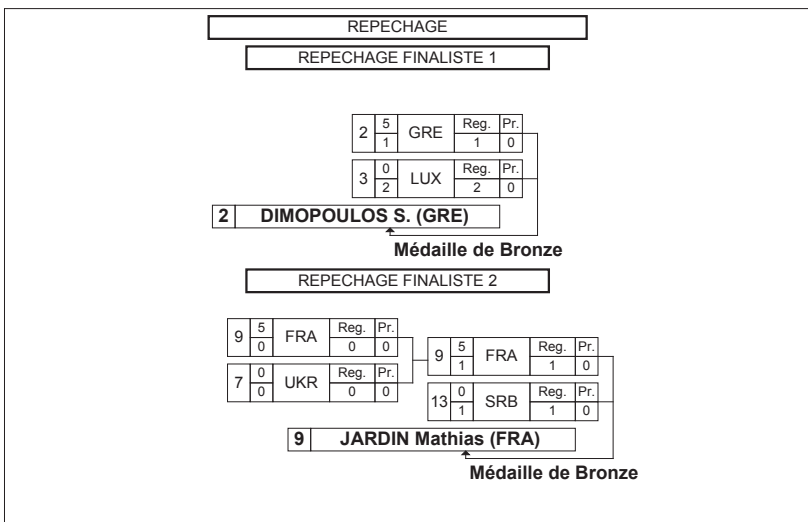 REPECHAGE
REPECHAGE FINALISTE 1
2 5 GRE Reg. Pr.
1 1 0
3 0 LUX Reg. Pr.
2 2 0
2 DIMOPOULOS S. (GRE)
Médaille de Bronze
REPECHAGE FINALISTE 2
9 5 FRA Reg. Pr.
0 0 0
7 0 UKR Reg. Pr.
0 0 0
9 5 FRA Reg. Pr.
1 1 0
13 0 SRB Reg. Pr.
1 1 0
9 JARDIN Mathias (FRA)
Médaille de Bronze